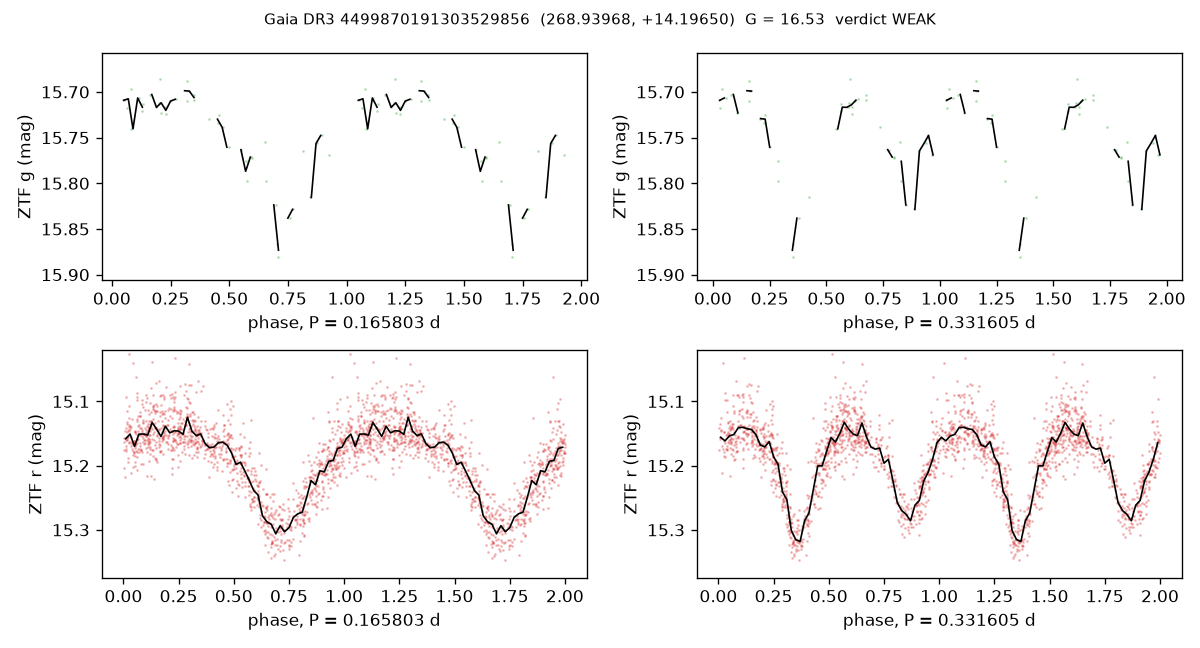 Gaia DR3 4499870191303529856 (268.93968, +14.19650) G = 16.53 verdict WEAK
ZTF g (mag)
15.70
15.75
15.80
15.85
15.90
0.00 0.25 0.50 0.75 1.00 1.25 1.50 1.75 2.00
phase, P = 0.165803 d
ZTF g (mag)
15.70
15.75
15.80
15.85
15.90
0.00 0.25 0.50 0.75 1.00 1.25 1.50 1.75 2.00
phase, P = 0.331605 d
ZTF r (mag)
15.1
15.2
15.3
0.00 0.25 0.50 0.75 1.00 1.25 1.50 1.75 2.00
phase, P = 0.165803 d
ZTF r (mag)
15.1
15.2
15.3
0.00 0.25 0.50 0.75 1.00 1.25 1.50 1.75 2.00
phase, P = 0.331605 d